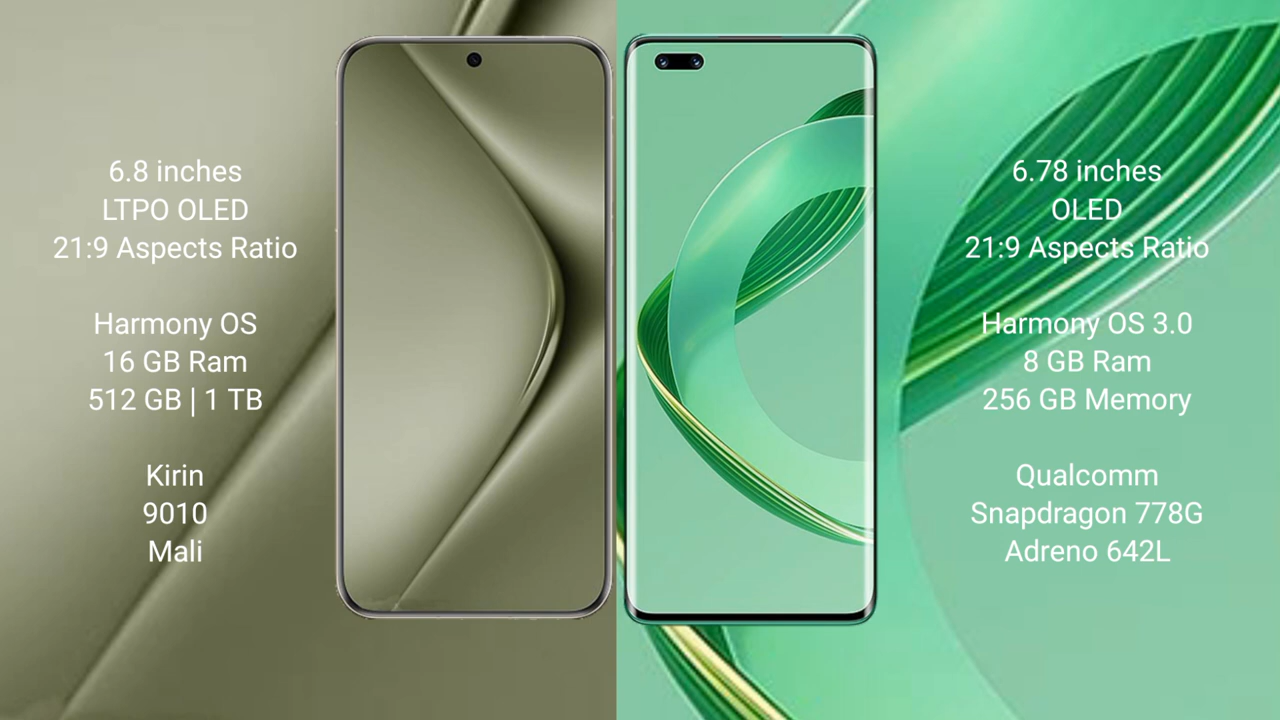 6.8 inches
LTPO OLED
21:9 Aspects Ratio
Harmony OS
16 GB Ram
512 GB | 1 TB
Kirin
9010
Mali
6.78 inches
OLED
21:9 Aspects Ratio
Harmony OS 3.0
8 GB Ram
256 GB Memory
Qualcomm
Snapdragon 778G
Adreno 642L